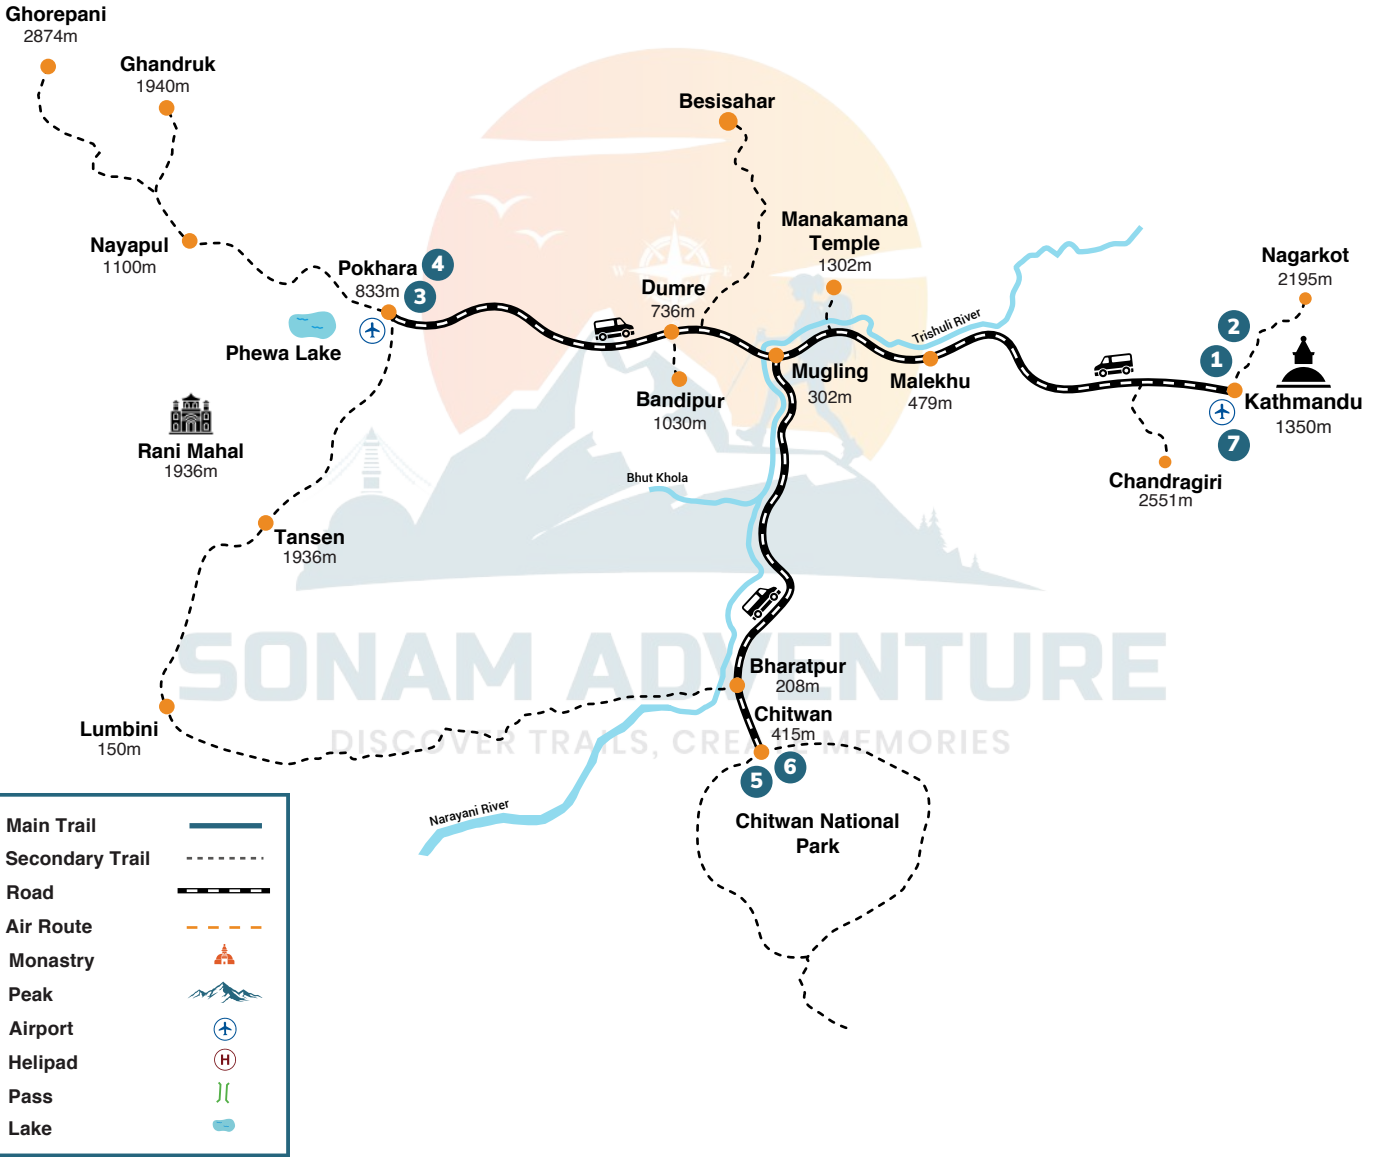 Ghorepani
2874m
Ghandruk
1940m
Besisahar
Manakamana
Temple
1302m
Nagarkot
2195m
Nayapul
1100m
Pokhara
833m
4
3
N
W
E
Dumre
736m
Trishuli River
2
1
Phewa Lake
Mugling
302m
Malekhu
479m
Kathmandu
1350m
7
Bandipur
1030m
Rani Mahal
1936m
Bhut Khola
Chandragiri
2551m
Tansen
1936m
SONAM ADVENTURE
DISCOVER TRAILS, CREATE MEMORIES
Bharatpur
208m
Chitwan
415m
5
6
Lumbini
150m
Narayani River
Chitwan National
Park
Main Trail
Secondary Trail
Road
Air Route
Monastry
Peak
Airport
Helipad
H
Pass
Lake